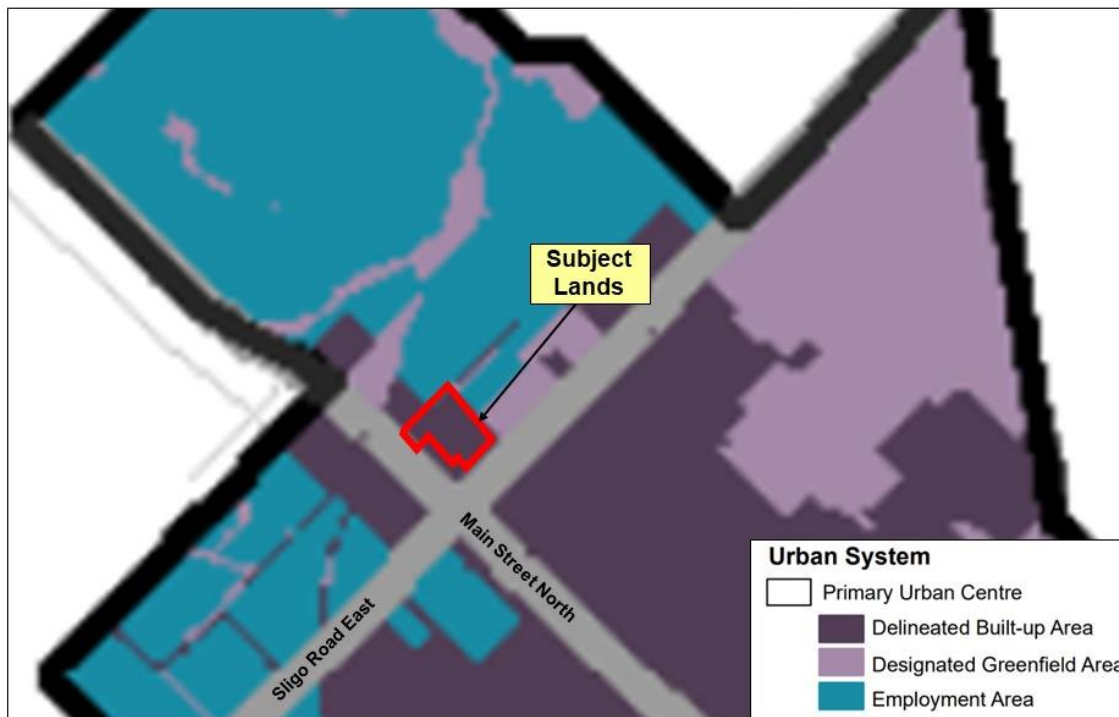 Subject
Lands
Main Street North
Sligo Road East
Urban System
Primary Urban Centre
Delineated Built-up Area
Designated Greenfield Area
Employment Area